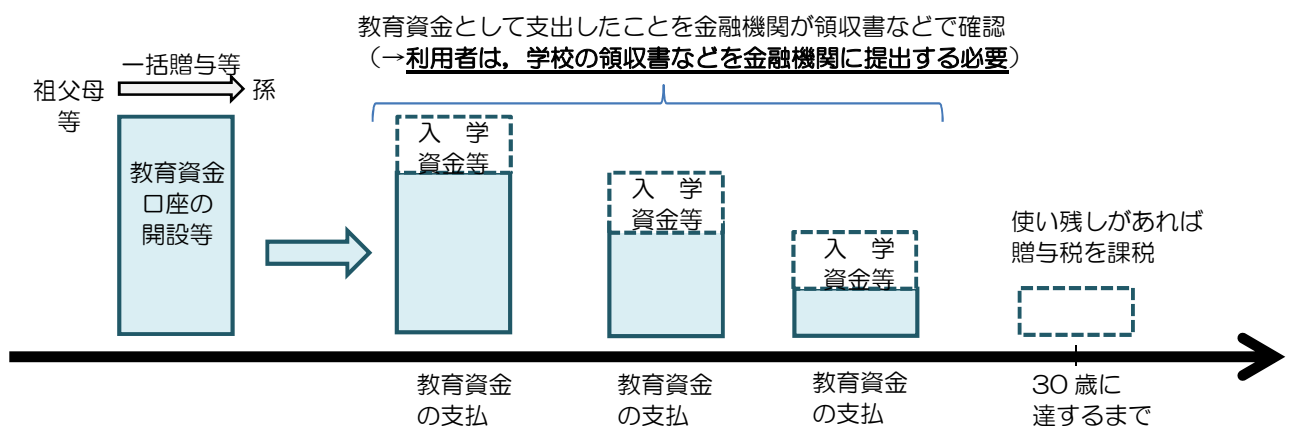 教育資金として支出したことを金融機関が領収書などで確認
（→利用者は，学校の領収書などを金融機関に提出する必要）
一括贈与等
祖父母
等
孫
教育資金
口座の
開設等
入　学
資金等
入　学
資金等
入　学
資金等
使い残しがあれば
贈与税を課税
教育資金
の支払
教育資金
の支払
教育資金
の支払
30 歳に
達するまで